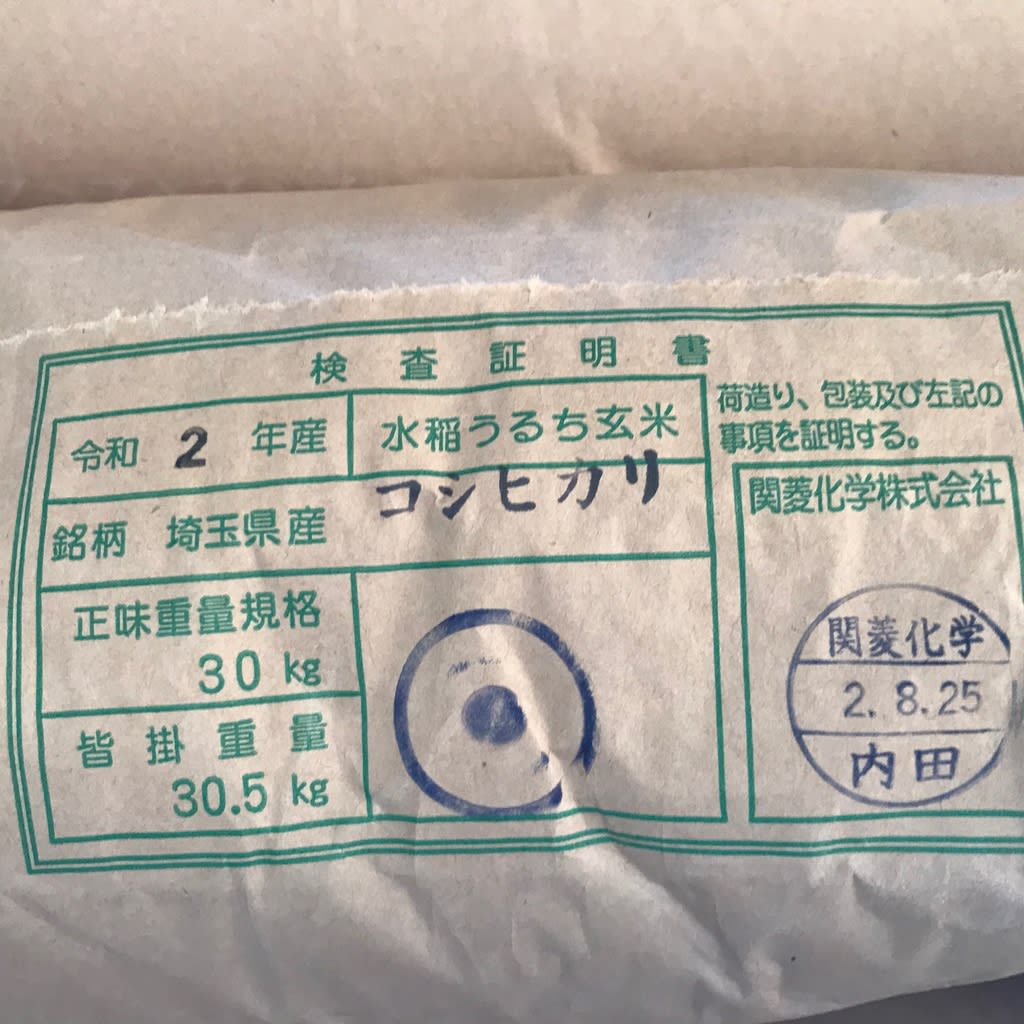 検査証明書
令和 2 年産
水稲うるち玄米
銘柄 埼玉県産
コシヒカリ
正味重量規格
30 kg
皆掛重量
30.5 kg
荷造り、包装及び左記の
事項を証明する。
関菱化学株式会社
関菱化学
2.8.25
内田